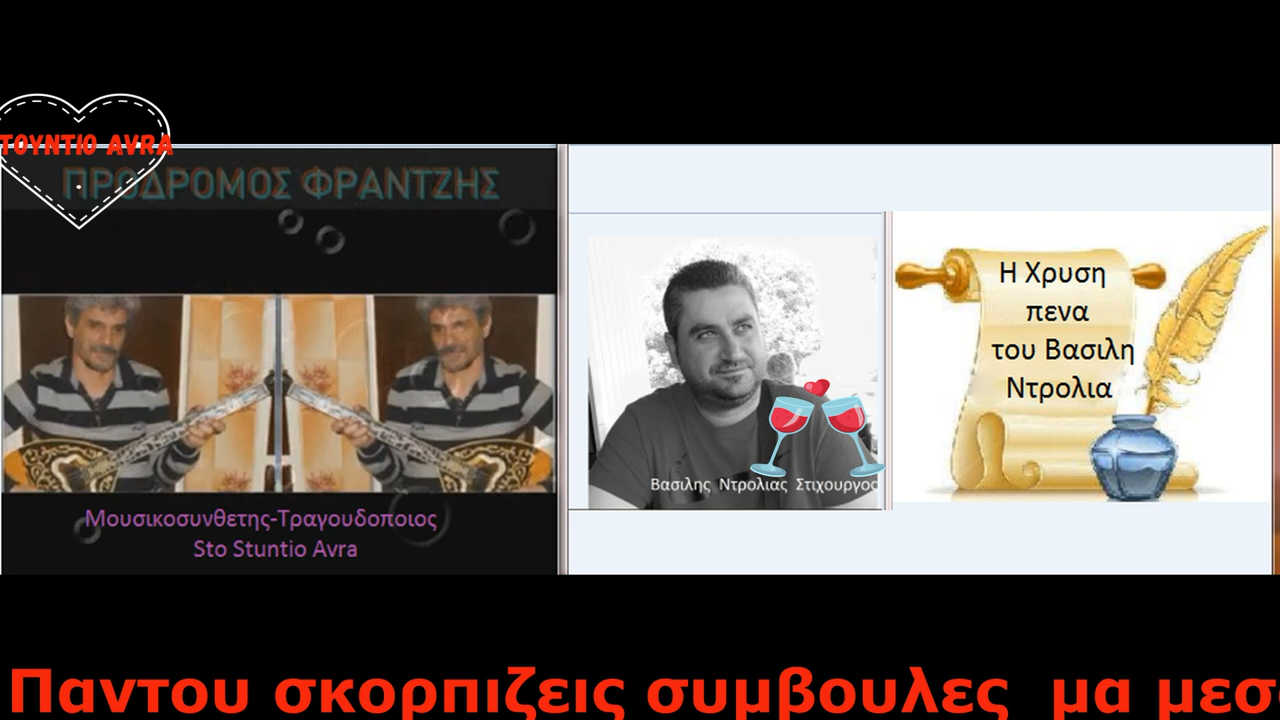 ΤΟΥΝΤΙΟ AVRA
ΠΡΟΔΡΟΜΟΣ ΦΡΑΝΤΖΗΣ
Μουσικοσυνθετης-Τραγουδοποιος
Sto Stuntio Avra
Βασιλης Ντρολιας Στιχουργος
Η Χρυση
πενα
του Βασιλη
Ντρολια
Παντου σκορπιζεις συμβουλες μα μεσ